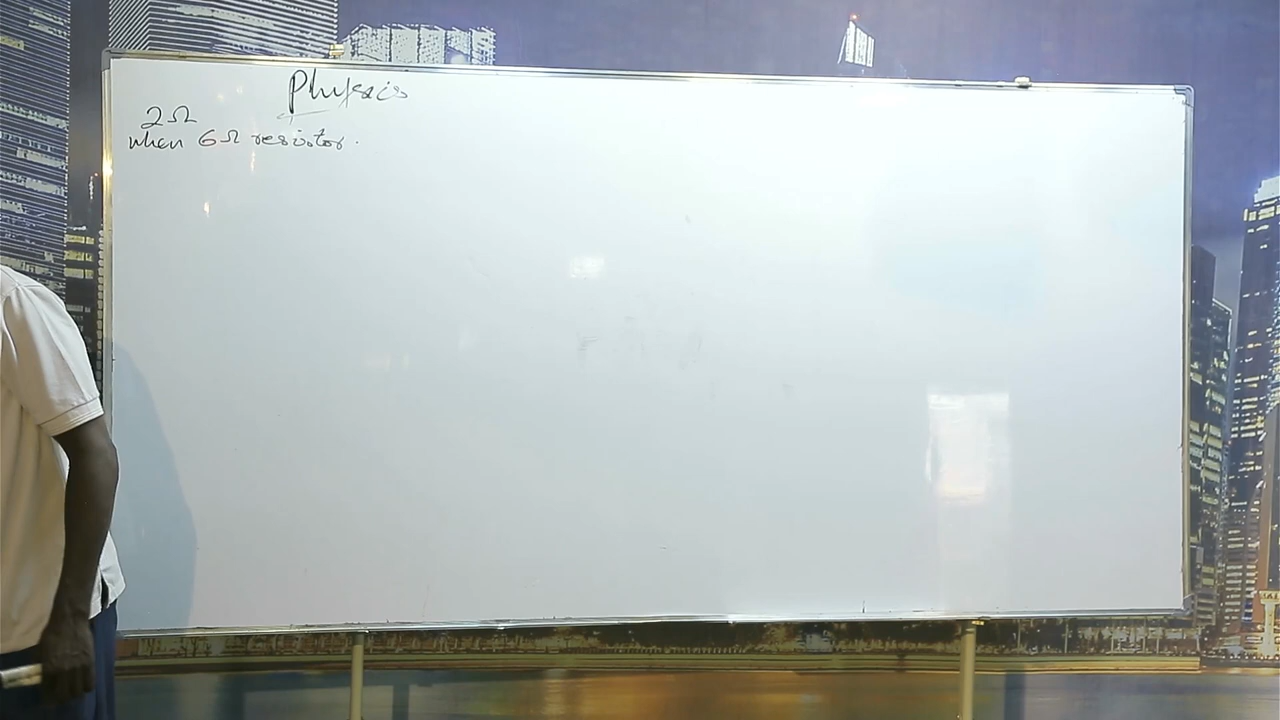 Physics
2Ω
when 6Ω resistor.